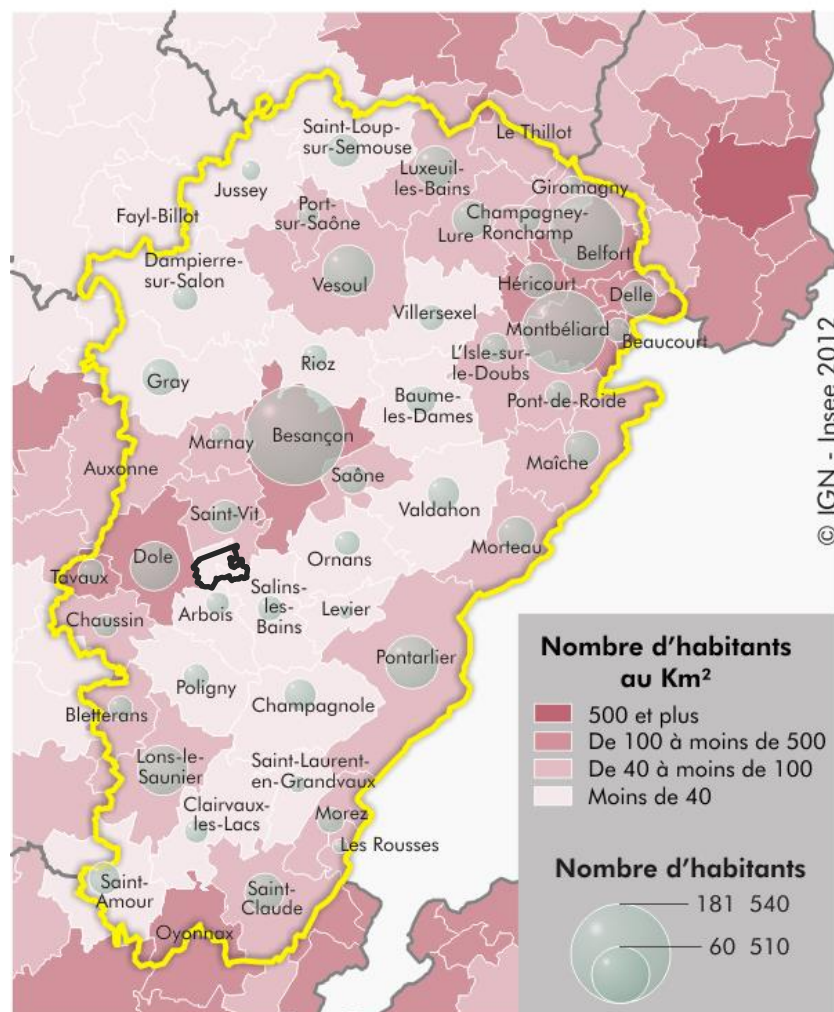 Saint-Loup-
sur-Semouse
Le Thillot
Luxeuil-
les-Bains
Jussey
Giromagny
Fayl-Billot
Port-
sur-Saône
Champagney-
Ronchamp
Lure
Belfort
Dampierre-
sur-Salon
Vesoul
Héricourt
Delle
Villersexel
Montbéliard
Beaucourt
L'Isle-sur-
le-Doubs
Rioz
Gray
Baume-
les-Dames
Pont-de-Roide
Besançon
Marnay
Auxonne
Saône
Maîche
Valdahon
Saint-Vit
Morteau
Ornans
Dole
Tavaux
Salins-
les-
Bains
Levier
Arbois
Chaussin
Pontarlier
Poligny
Champagnole
Bletterans
Lons-le-
Saunier
Saint-Laurent-
en-Grandvaux
Clairvaux-
les-Lacs
Morez
Les Rousses
Saint-
Amour
Saint-
Claude
Oyonnax
© IGN - Insee 2012
Nombre d'habitants
au Km²
500 et plus
De 100 à moins de 500
De 40 à moins de 100
Moins de 40
Nombre d'habitants
181 540
60 510